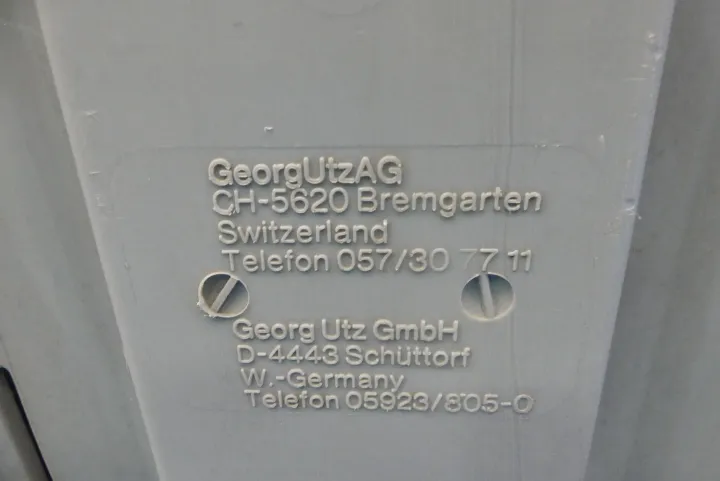 GeorgUtzAG
CH-5620 Bremgarten
Switzerland
Telefon 057/30 77 11
Georg Utz GmbH
D-4443 Schüttorf
W.-Germany
Telefon 05923/805-0